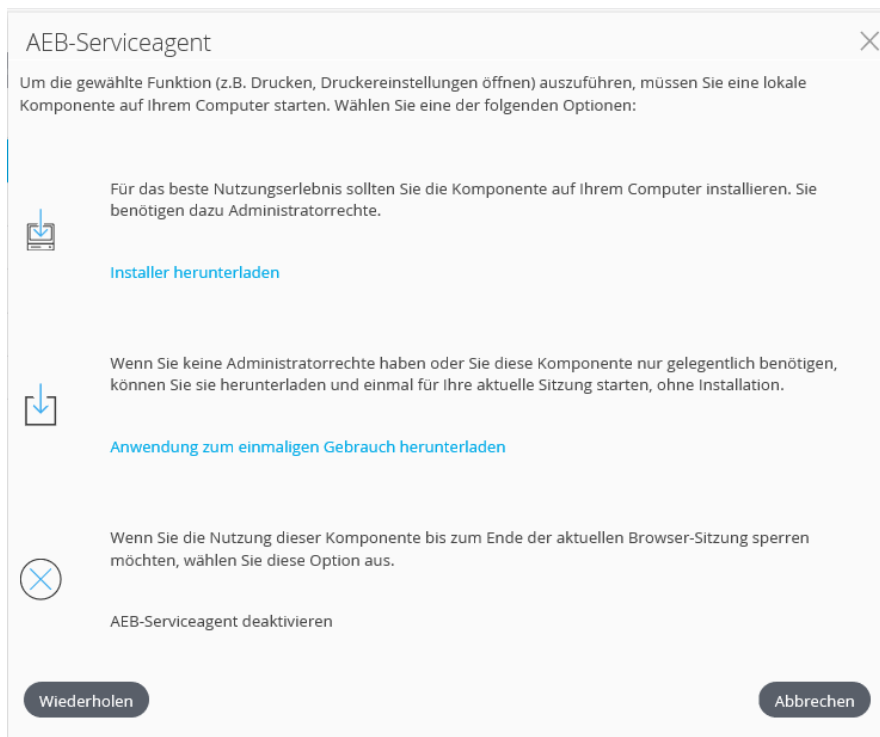 AEB-Serviceagent
Um die gewählte Funktion (z.B. Drucken, Druckereinstellungen öffnen) auszuführen, müssen Sie eine lokale
Komponente auf Ihrem Computer starten. Wählen Sie eine der folgenden Optionen:
Für das beste Nutzungserlebnis sollten Sie die Komponente auf Ihrem Computer installieren. Sie
benötigen dazu Administratorrechte.
Installer herunterladen
Wenn Sie keine Administratorrechte haben oder Sie diese Komponente nur gelegentlich benötigen,
können Sie sie herunterladen und einmal für Ihre aktuelle Sitzung starten, ohne Installation.
Anwendung zum einmaligen Gebrauch herunterladen
Wenn Sie die Nutzung dieser Komponente bis zum Ende der aktuellen Browser-Sitzung sperren
möchten, wählen Sie diese Option aus.
AEB-Serviceagent deaktivieren
Wiederholen
Abbrechen